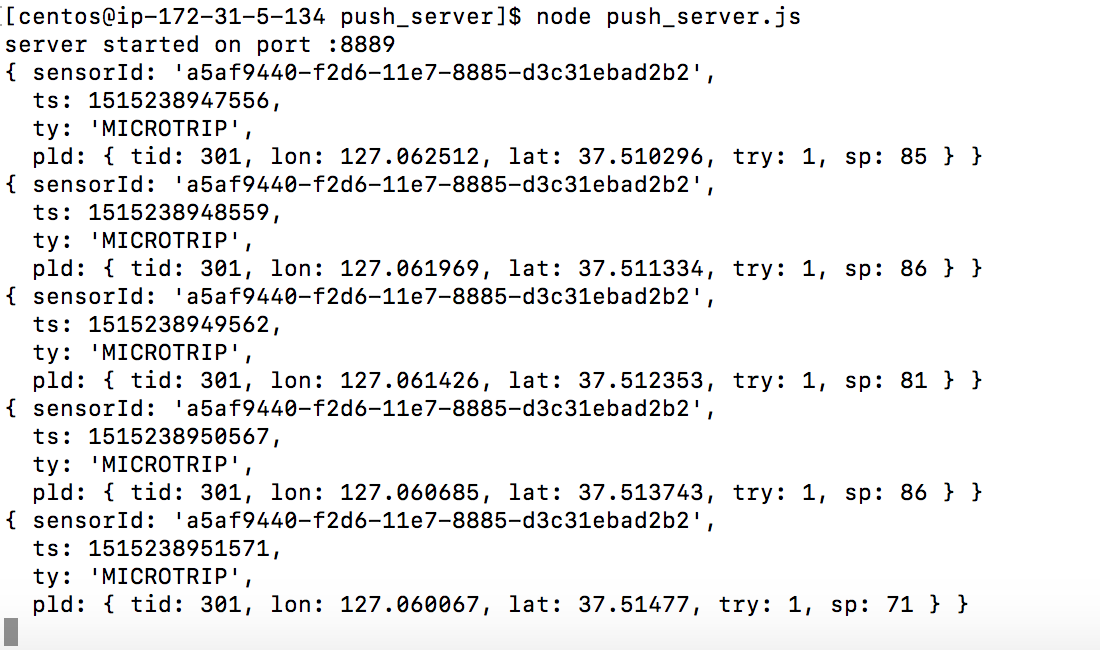 [centos@ip-172-31-5-134 push_server]$ node push_server.js
server started on port :8889
{ sensorId: 'a5af9440-f2d6-11e7-8885-d3c31ebad2b2',
  ts: 1515238947556,
  ty: 'MICROTRIP',
  pld: { tid: 301, lon: 127.062512, lat: 37.510296, try: 1, sp: 85 } }
{ sensorId: 'a5af9440-f2d6-11e7-8885-d3c31ebad2b2',
  ts: 1515238948559,
  ty: 'MICROTRIP',
  pld: { tid: 301, lon: 127.061969, lat: 37.511334, try: 1, sp: 86 } }
{ sensorId: 'a5af9440-f2d6-11e7-8885-d3c31ebad2b2',
  ts: 1515238949562,
  ty: 'MICROTRIP',
  pld: { tid: 301, lon: 127.061426, lat: 37.512353, try: 1, sp: 81 } }
{ sensorId: 'a5af9440-f2d6-11e7-8885-d3c31ebad2b2',
  ts: 1515238950567,
  ty: 'MICROTRIP',
  pld: { tid: 301, lon: 127.060685, lat: 37.513743, try: 1, sp: 86 } }
{ sensorId: 'a5af9440-f2d6-11e7-8885-d3c31ebad2b2',
  ts: 1515238951571,
  ty: 'MICROTRIP',
  pld: { tid: 301, lon: 127.060067, lat: 37.51477, try: 1, sp: 71 } }